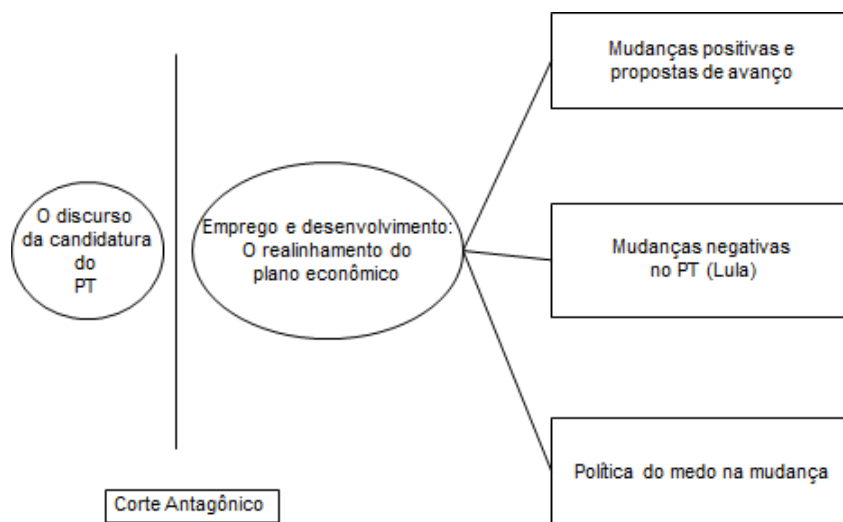 O discurso
da candidatura
do
PT
Emprego e desenvolvimento:
O realinhamento do
plano econômico
Mudanças positivas e
propostas de avanço
Mudanças negativas
no PT (Lula)
Política do medo na mudança
Corte Antagônico